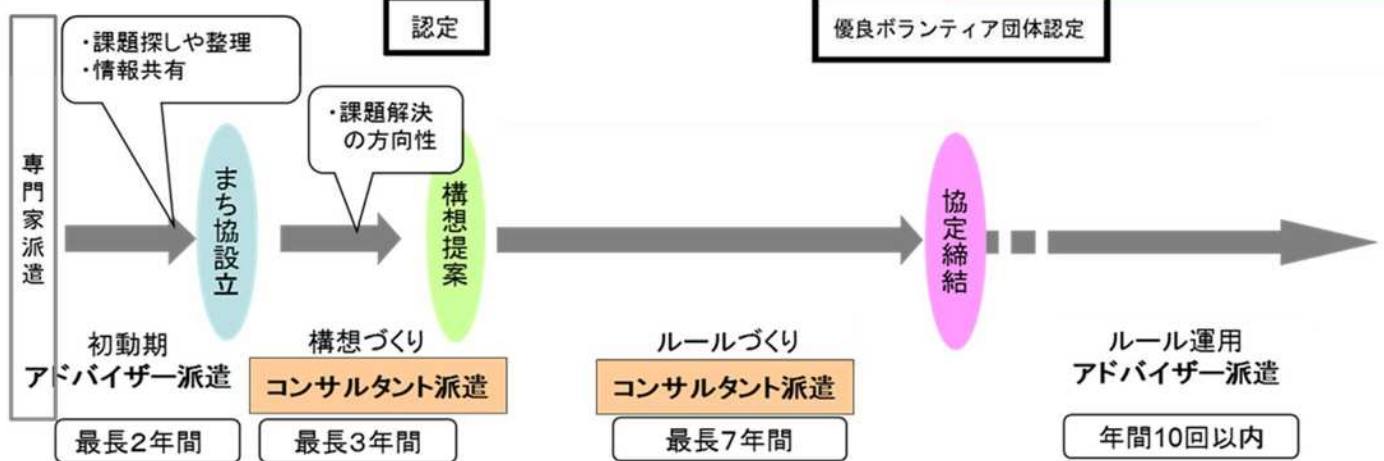 認定
優良ボランティア団体認定
・課題探しや整理
・情報共有
・課題解決
の方向性
専門家派遣
まち協設立
構想提案
協定締結
初動期
アドバイザー派遣
構想づくり
コンサルタント派遣
ルールづくり
コンサルタント派遣
ルール運用
アドバイザー派遣
最長2年間
最長3年間
最長7年間
年間10回以内